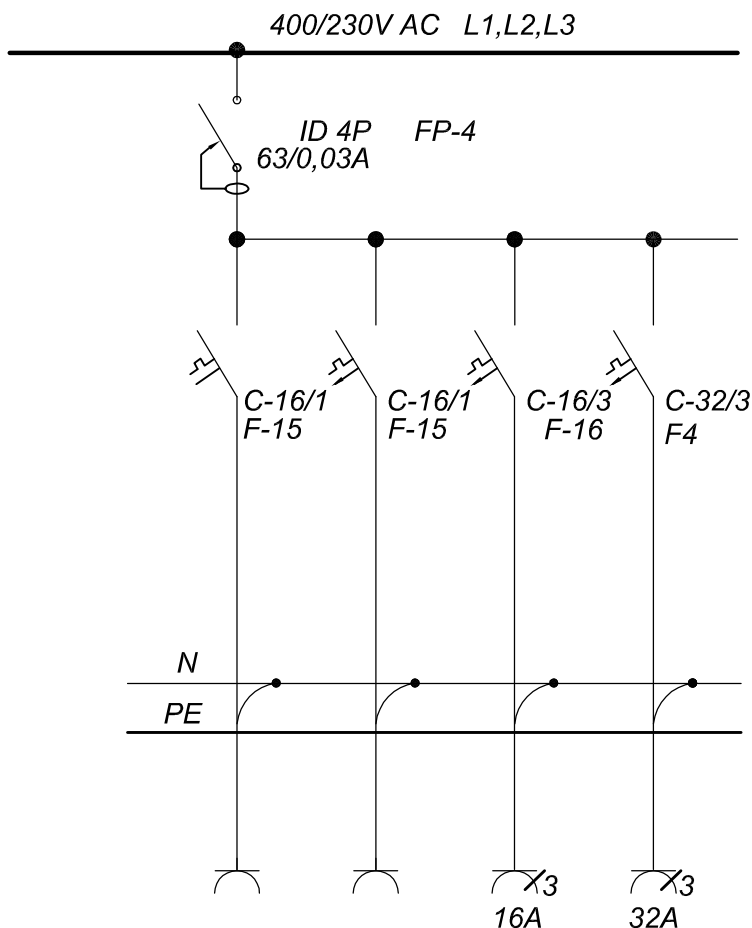 400/230V AC L1,L2,L3
ID 4P FP-4
63/0,03A
C-16/1 C-16/1 C-16/3 C-32/3
F-15 F-15 F-16 F4
N
PE
3 3
16A 32A